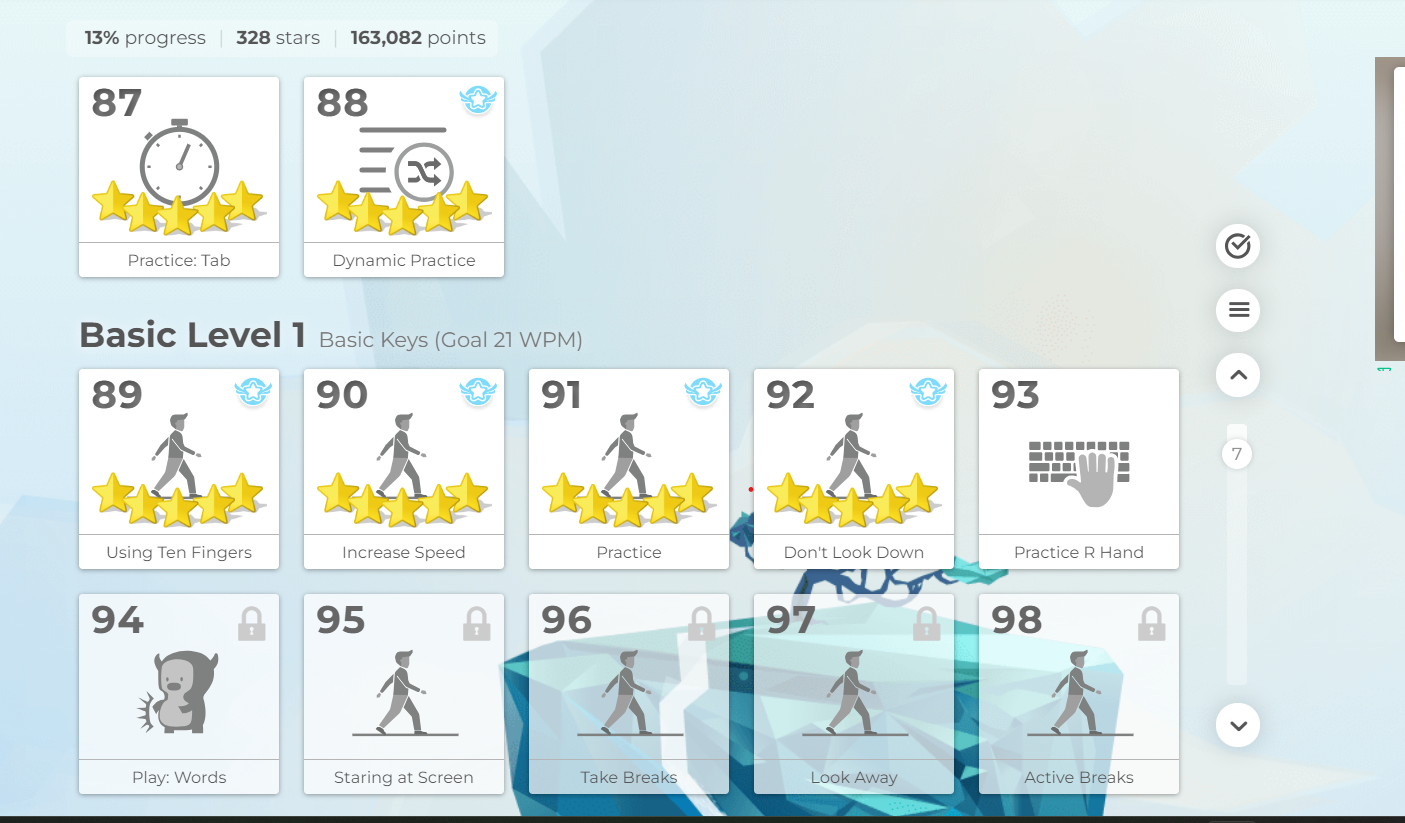 13% progress | 328 stars | 163,082 points
87
88
Practice: Tab
Dynamic Practice
Basic Level 1 Basic Keys (Goal 21 WPM)
89
90
91
92
93
Using Ten Fingers
Increase Speed
Practice
Don't Look Down
Practice R Hand
7
94
95
96
97
98
Play: Words
Staring at Screen
Take Breaks
Look Away
Active Breaks